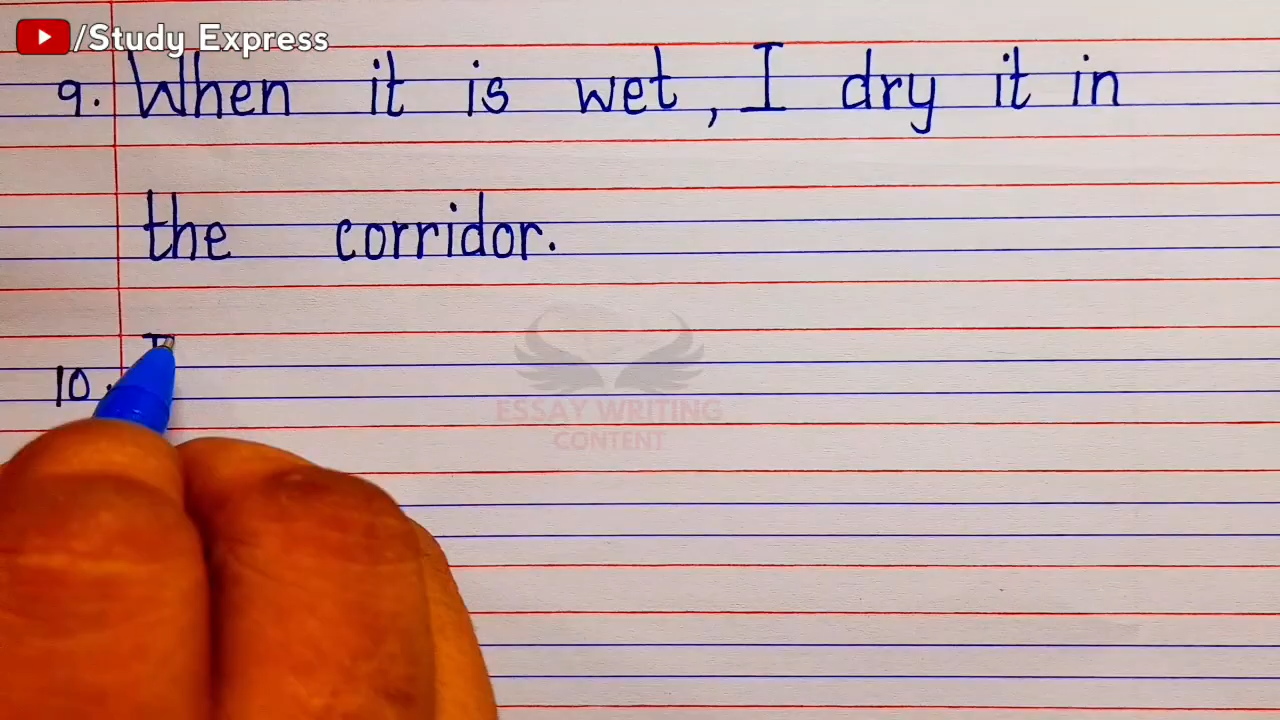 /Study Express
9. When it is wet, I dry it in
the corridor.
10.
ESSAY WRITING
CONTENT